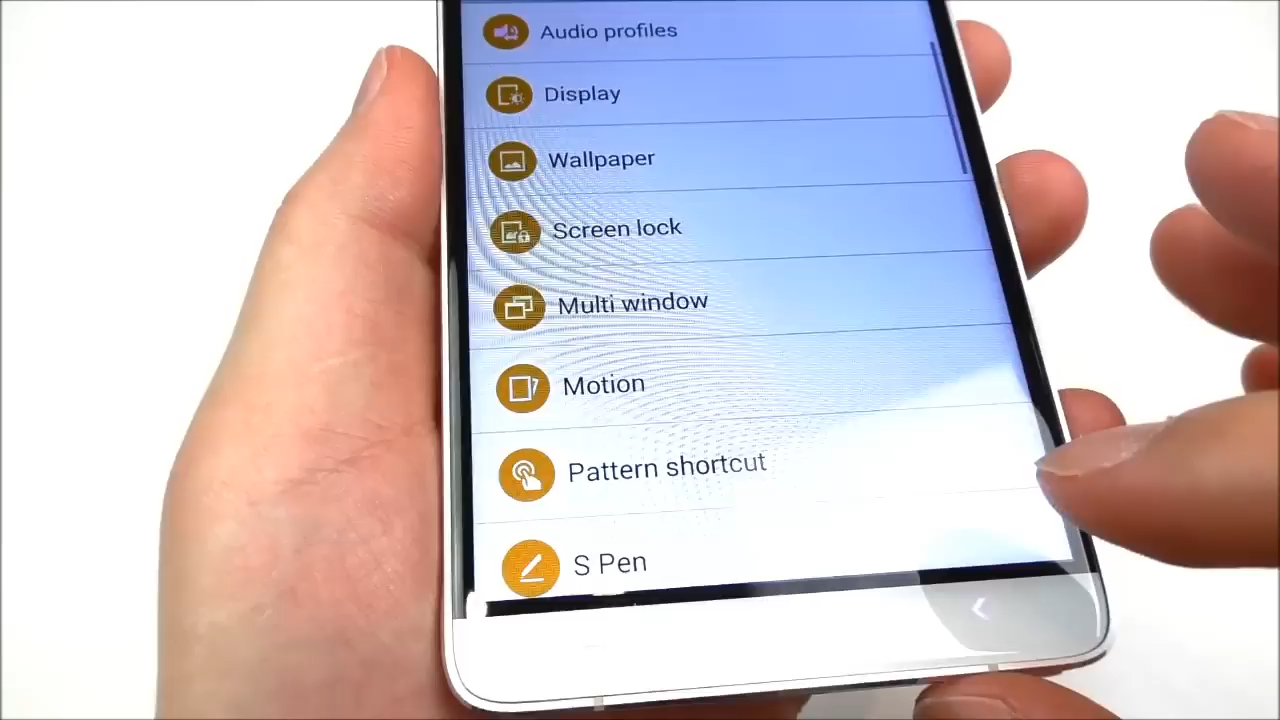 Audio profiles
Display
Wallpaper
Screen lock
Multi window
Motion
Pattern shortcut
S Pen